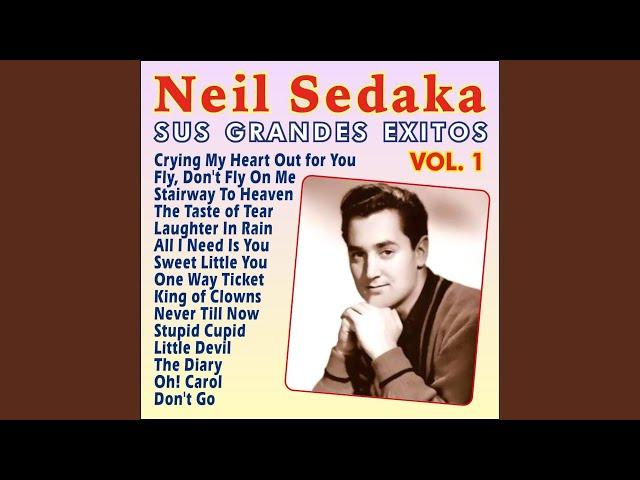 Neil Sedaka
SUS GRANDES EXITOS
VOL. 1
Crying My Heart Out for You
Fly, Don't Fly On Me
Stairway To Heaven
The Taste of Tear
Laughter In Rain
All I Need Is You
Sweet Little You
One Way Ticket
King of Clowns
Never Till Now
Stupid Cupid
Little Devil
The Diary
Oh! Carol
Don't Go